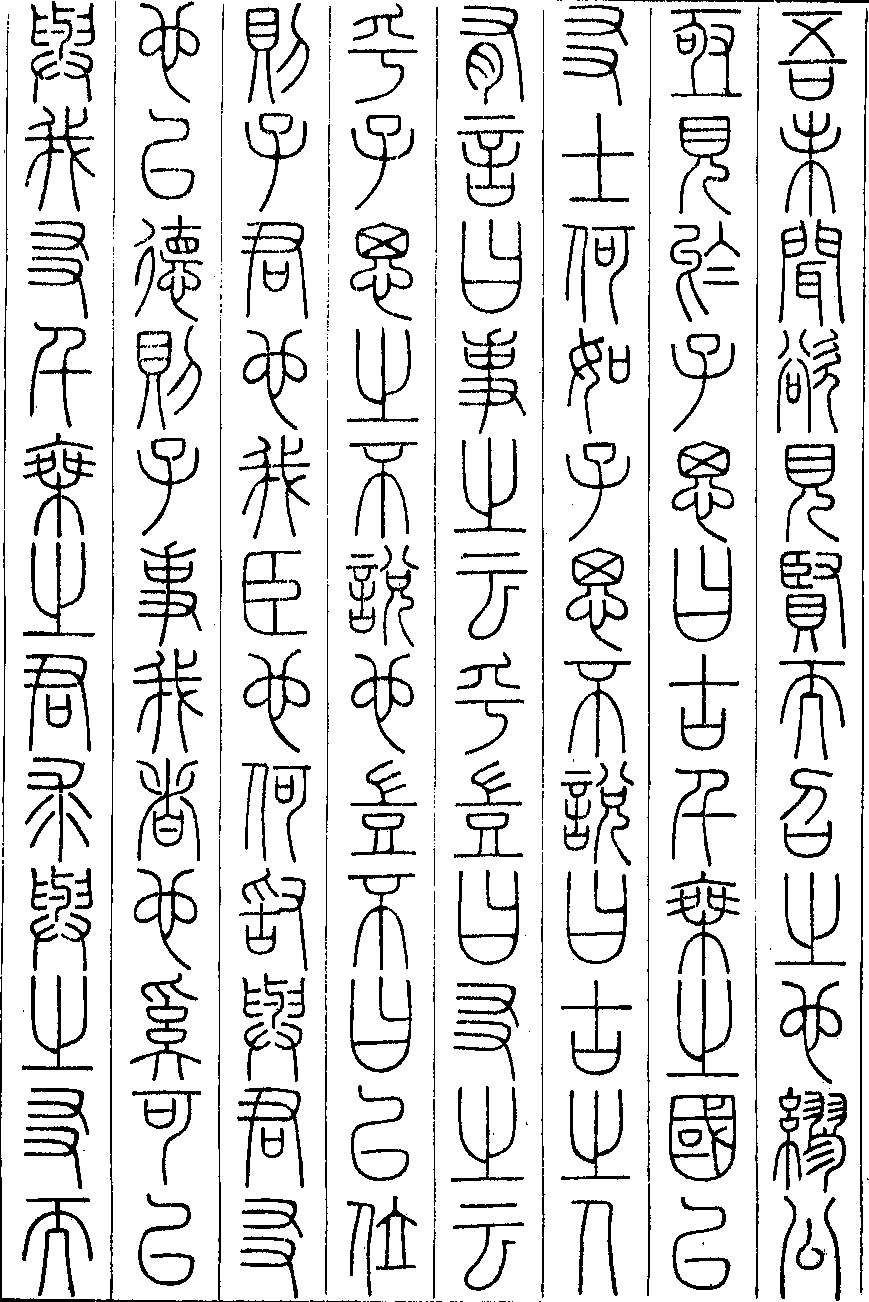 吾未聞欲見賢而召之也繆公
亟見於子思曰古千乘之國以
友士何如子思不說曰古之人
有言曰事之云乎豈曰友之云
乎子思之不說也豈不曰以位
則子君也我臣也何敢與君友
也以德則子事我者也奚可以
與我友千乘之君求與之友而